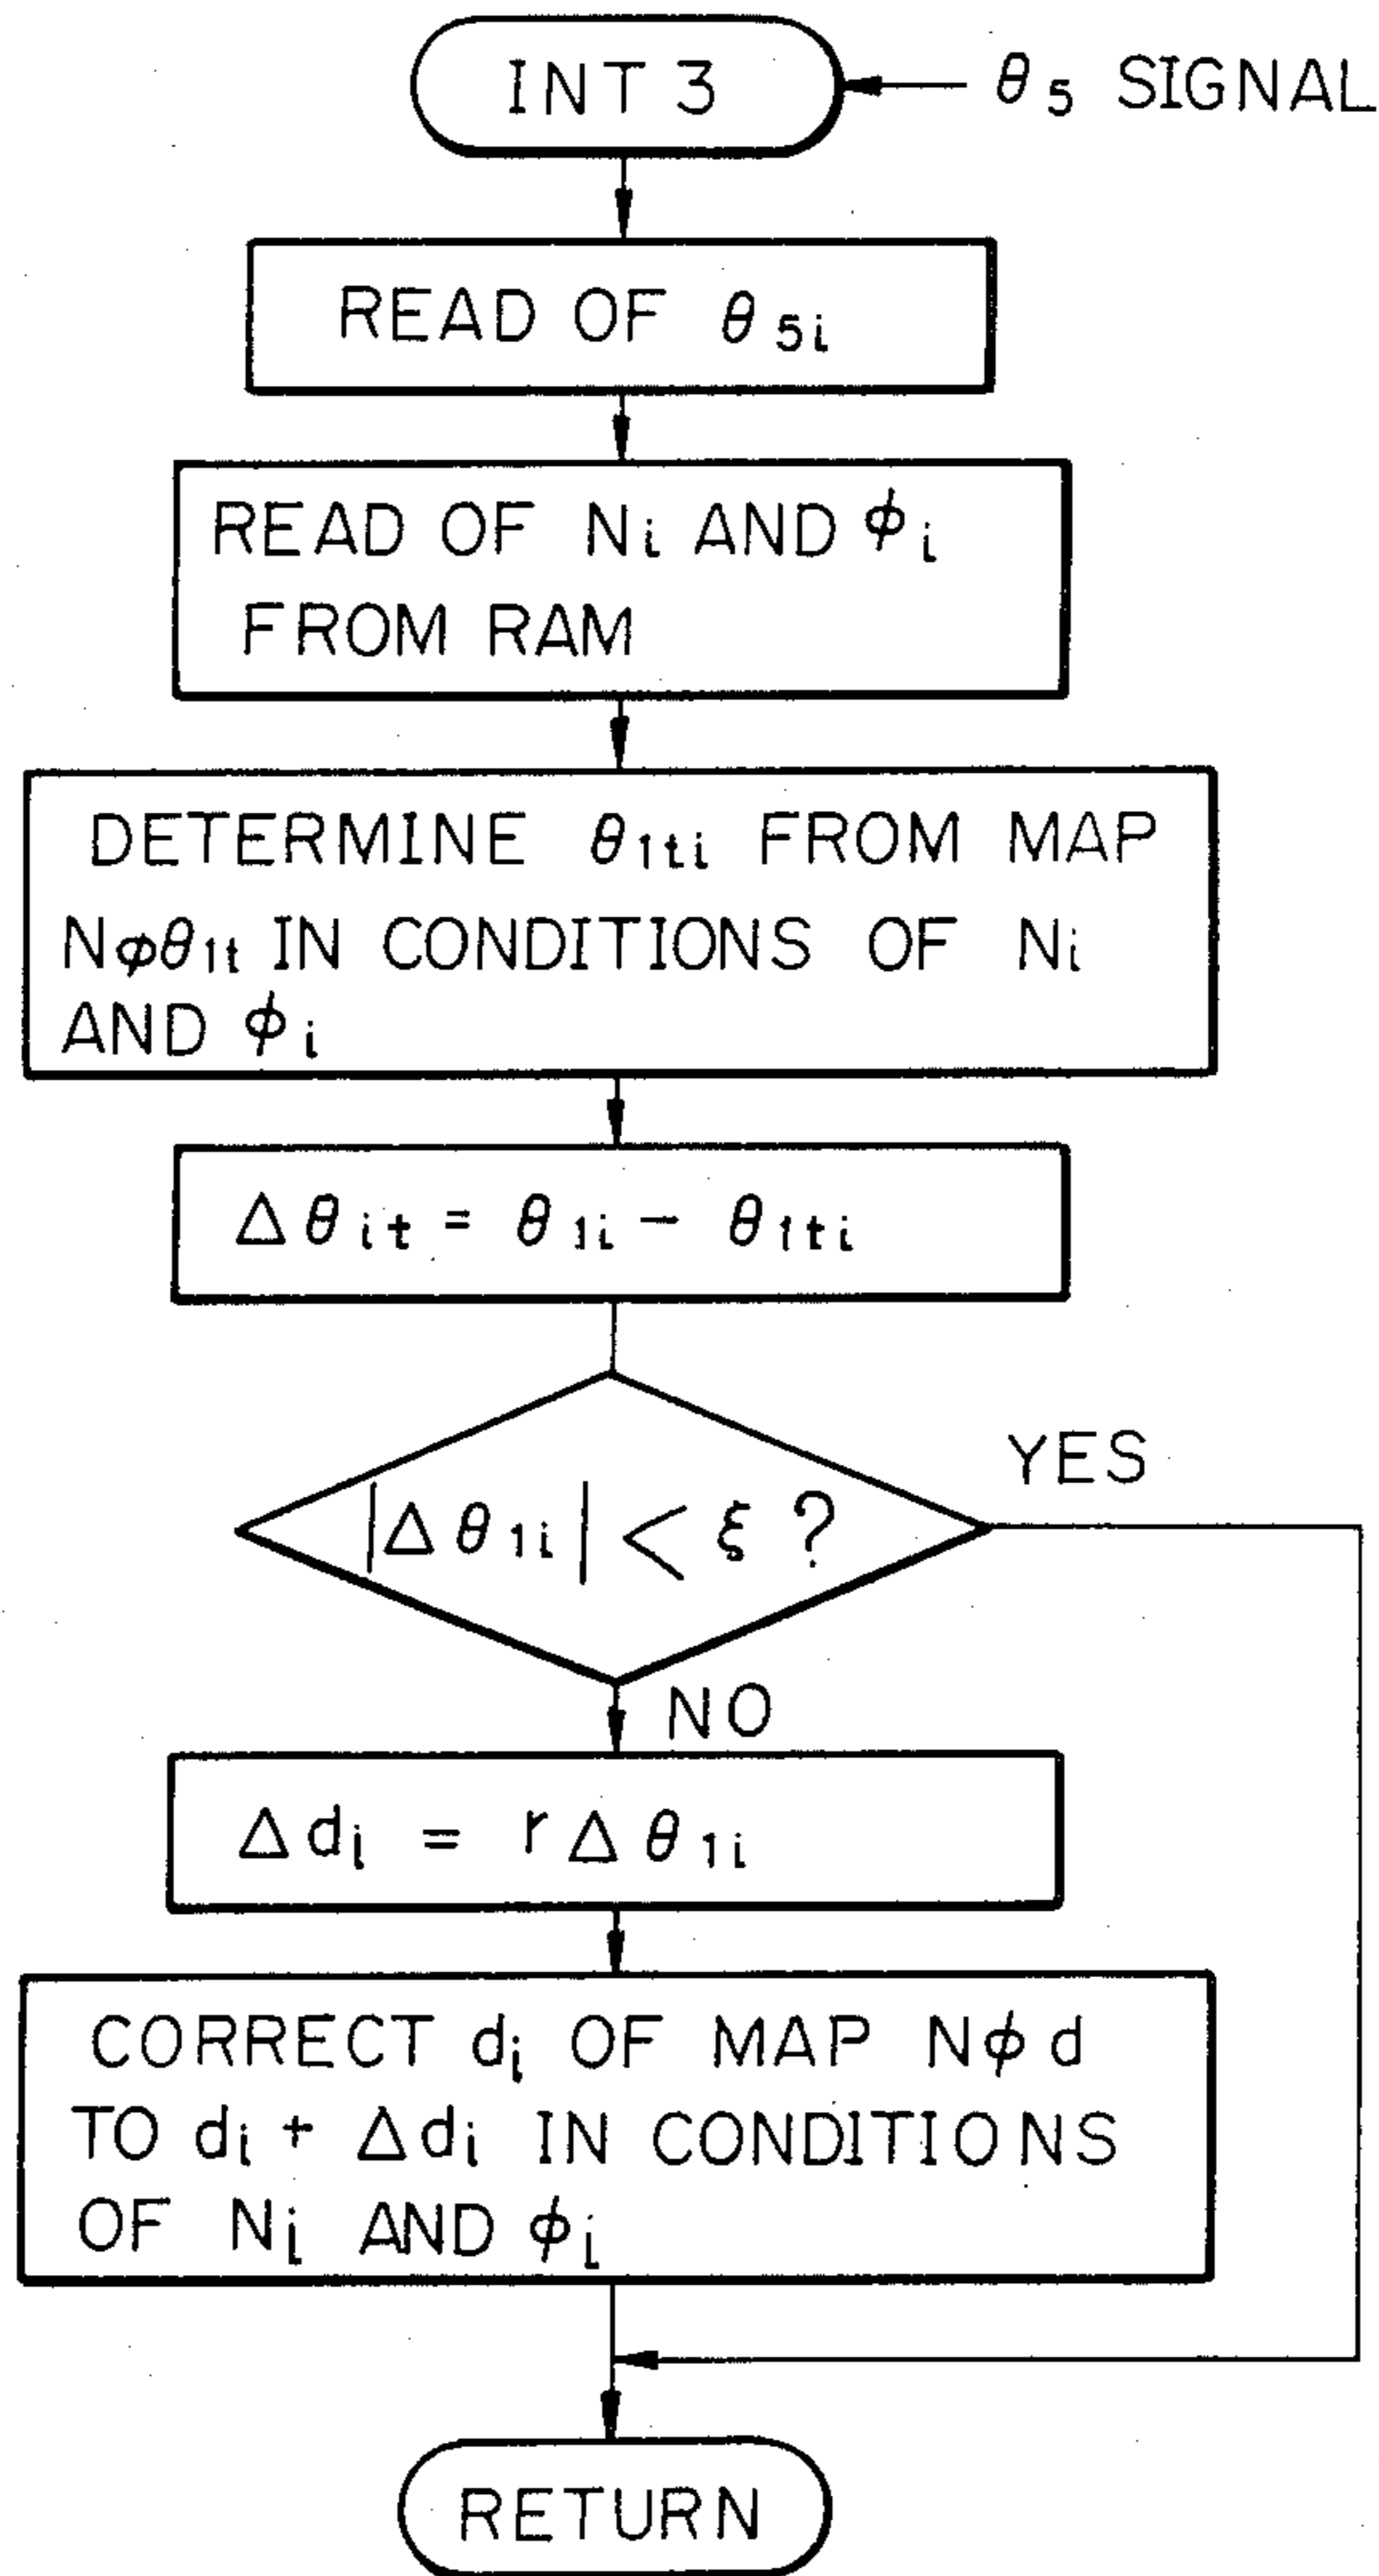 INT 3
θ5 SIGNAL
READ OF θ5i
READ OF Ni AND ϕi
FROM RAM
DETERMINE θ1ti FROM MAP
Nϕθ1t IN CONDITIONS OF Ni
AND ϕi
Δθit = θ1i − θ1ti
|Δθ1i| < ξ ?
YES
NO
Δdi = rΔθ1i
CORRECT di OF MAP Nϕd
TO di + Δdi IN CONDITIONS
OF Ni AND ϕi
RETURN